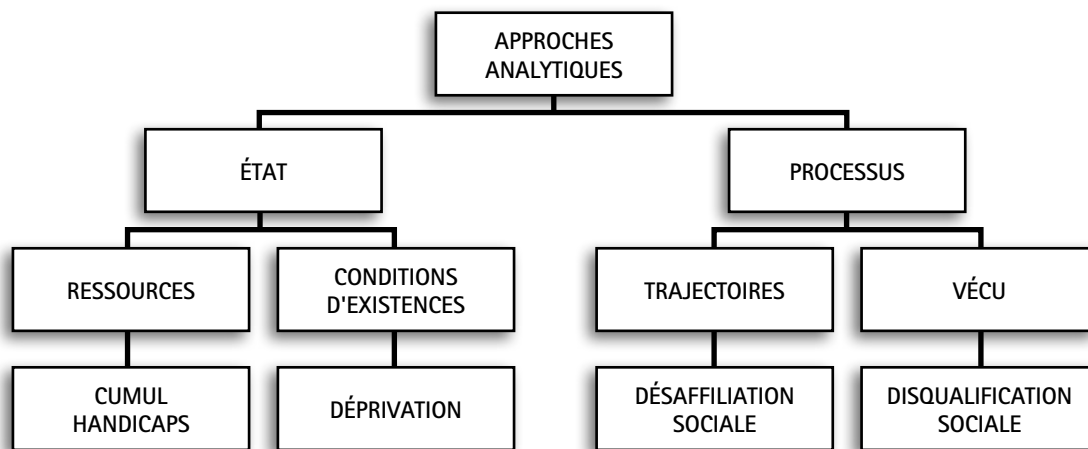 APPROCHES
ANALYTIQUES
ÉTAT
PROCESSUS
RESSOURCES
CONDITIONS
D'EXISTENCES
TRAJECTOIRES
VÉCU
CUMUL
HANDICAPS
DÉPRIVATION
DÉSAFFILIATION
SOCIALE
DISQUALIFICATION
SOCIALE